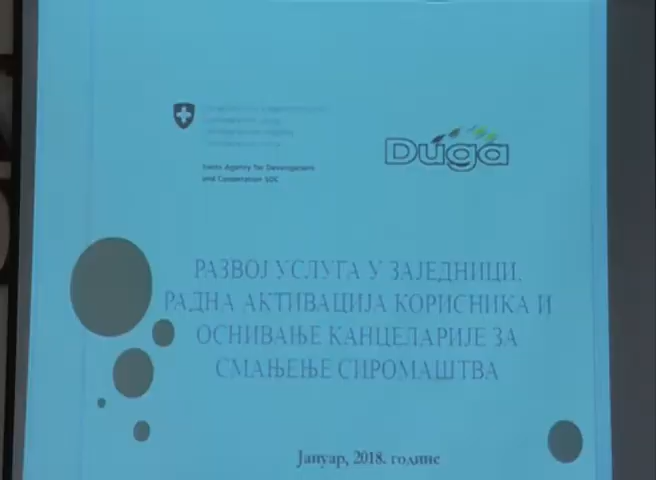 Swiss Agency for Development
and Cooperation SDC
Duga
РАЗВОЈ УСЛУГА У ЗАЈЕДНИЦИ,
РАДНА АКТИВАЦИЈА КОРИСНИКА И
ОСНИВАЊЕ КАНЦЕЛАРИЈЕ ЗА
СМАЊЕЊЕ СИРОМАШТВА
Јануар, 2018. године